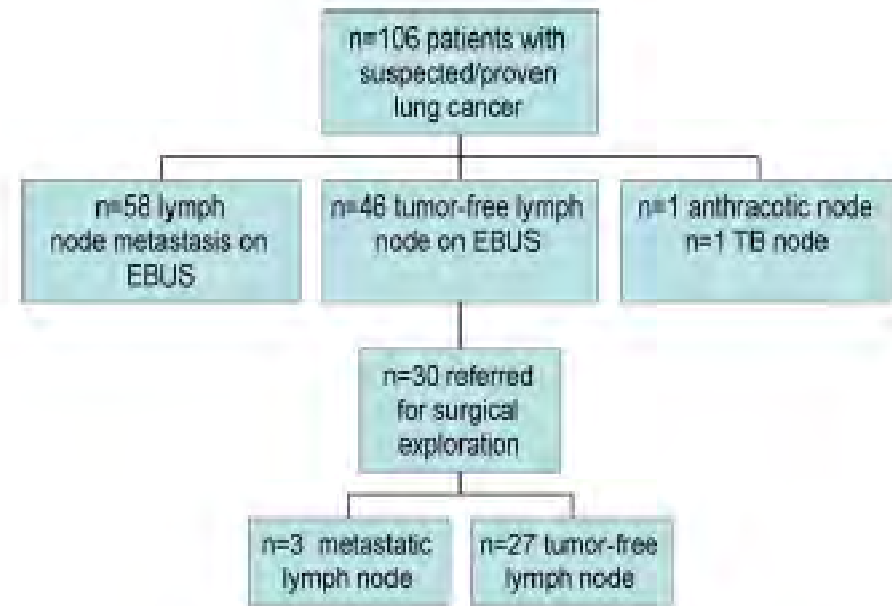 n=106 patients with
suspected/proven
lung cancer
n=58 lymph
node metastasis on
EBUS
n=46 tumor-free lymph
node on EBUS
n=1 anthracotic node
n=1 TB node
n=30 referred
for surgical
exploration
n=3 metastatic
lymph node
n=27 tumor-free
lymph node